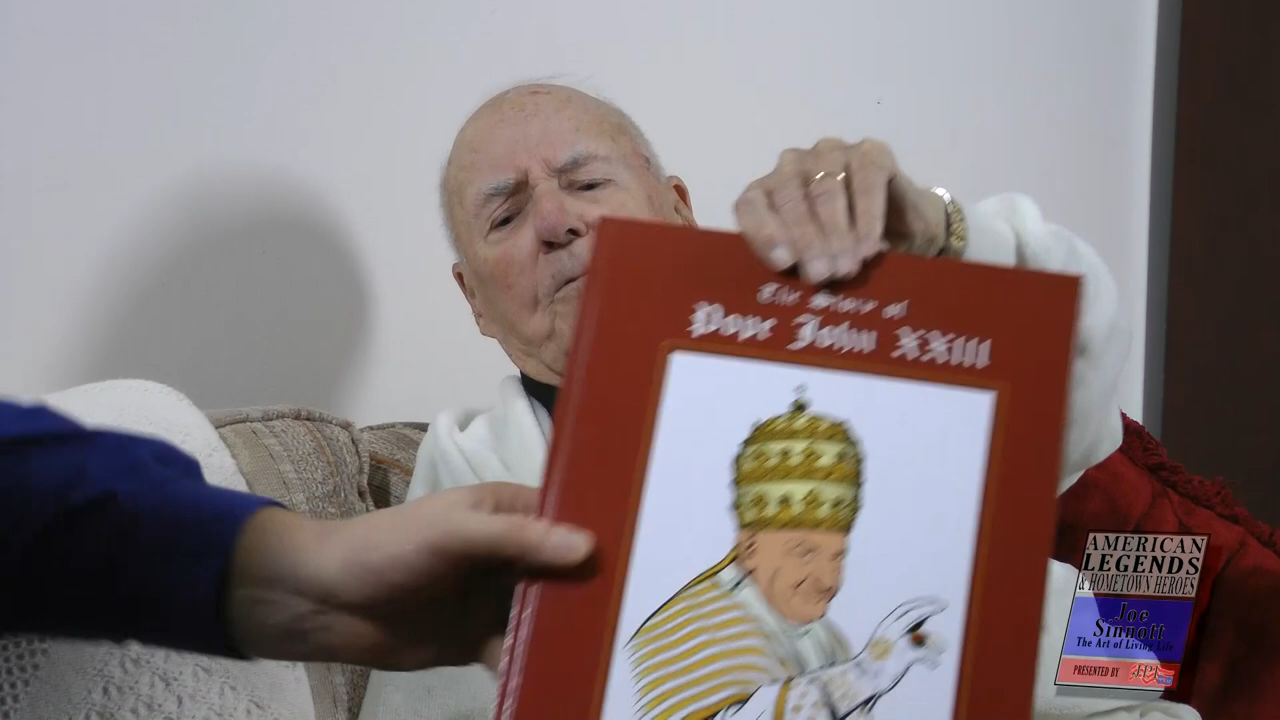 The Story of
Pope John XXIII
AMERICAN
LEGENDS
& HOMETOWN HEROES
Joe
Sinnott
The Art of Living Life
PRESENTED BY